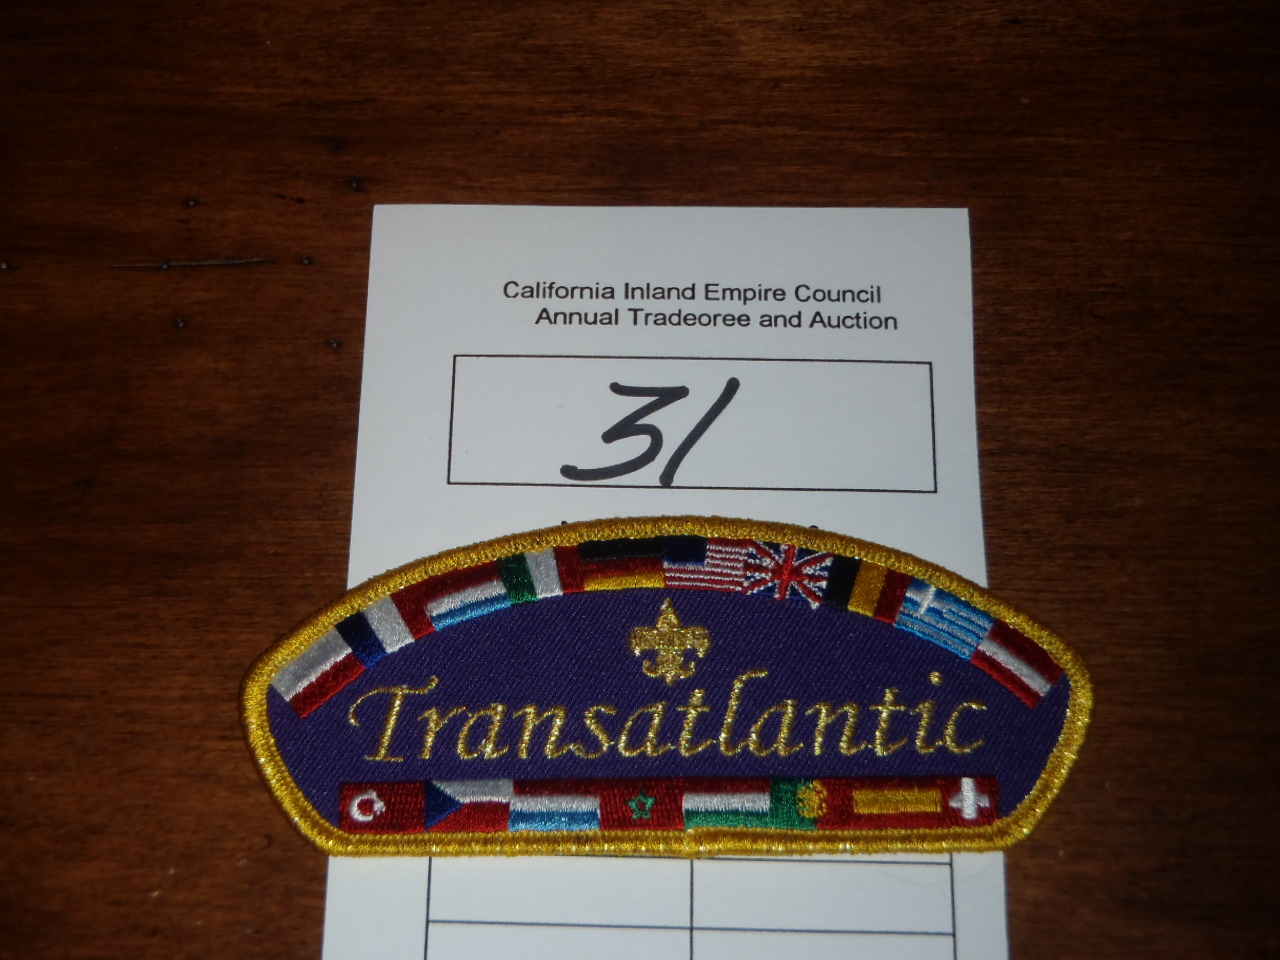 California Inland Empire Council
Annual Tradeoree and Auction
31
Transatlantic